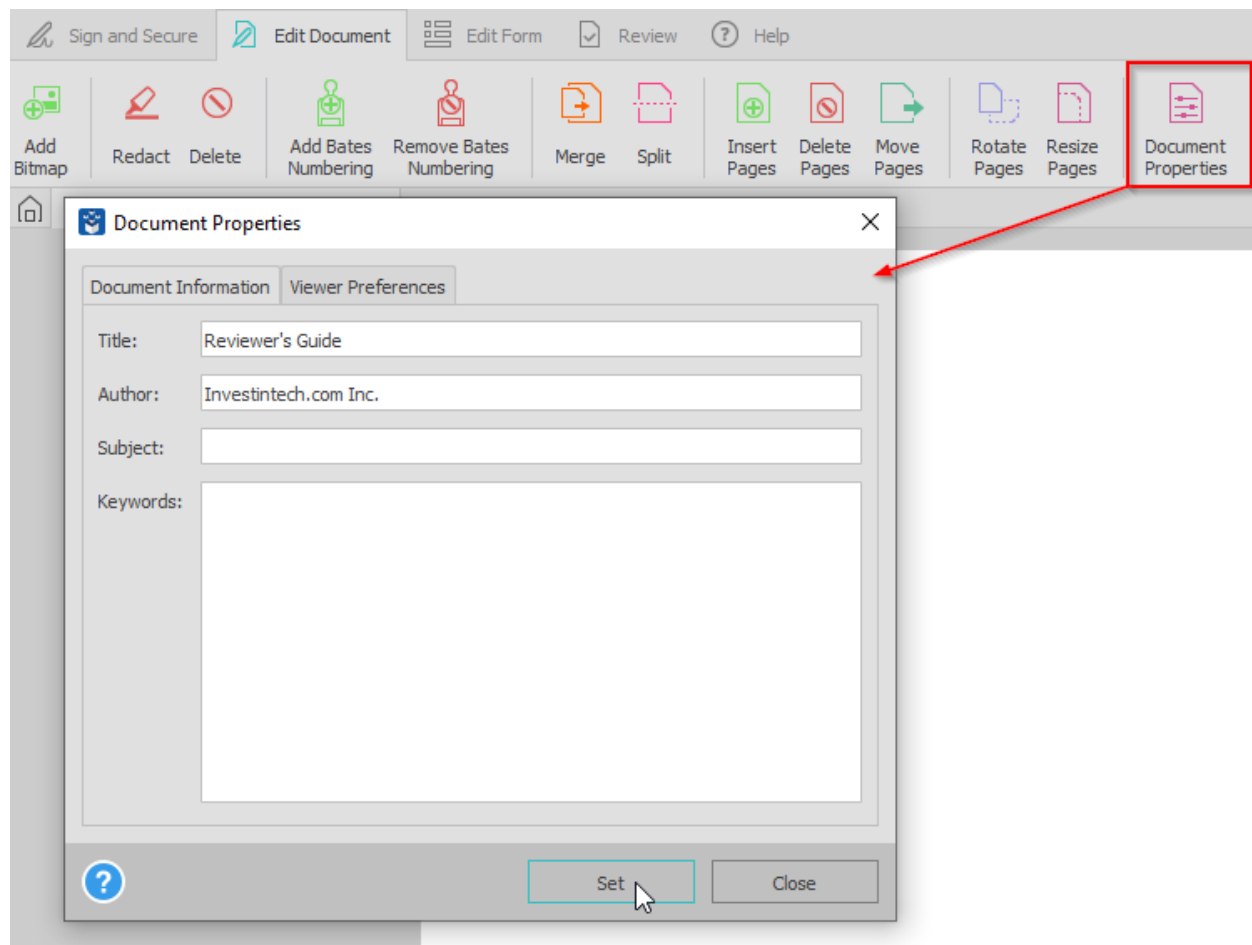 Sign and Secure Edit Document Edit Form Review ? Help
Add Bitmap
Redact Delete
Add Bates Numbering
Remove Bates Numbering
Merge Split
Insert Pages
Delete Pages
Move Pages
Rotate Pages
Resize Pages
Document Properties
Document Properties
Document Information Viewer Preferences
Title: Reviewer's Guide
Author: Investintech.com Inc.
Subject:
Keywords:
? Set Close